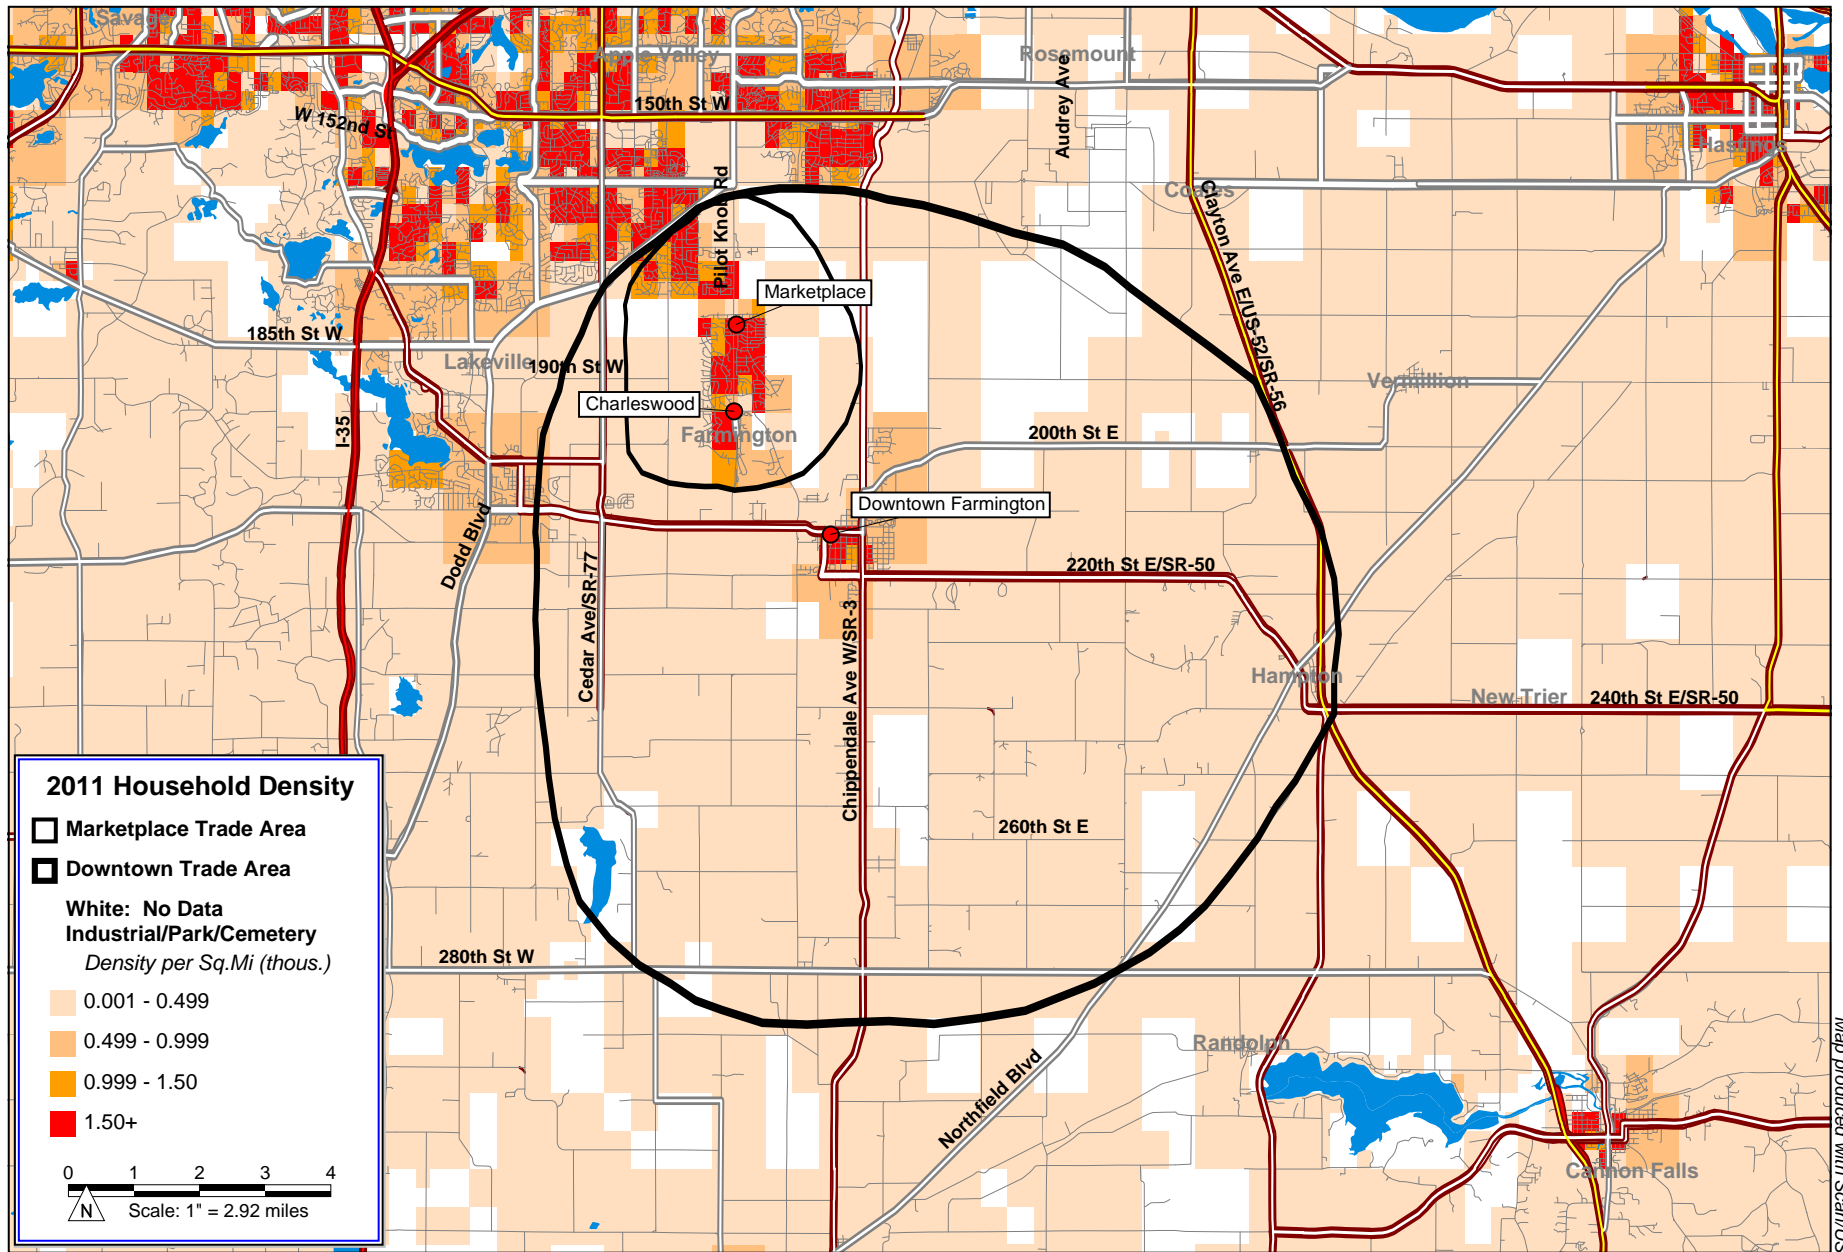 Savage
Apple Valley
Rosemount
150th St W
W 152nd St
Audrey Ave
Hastings
Pilot Knob Rd
Coates
Clayton Ave E/US-52/SR-56
Marketplace
185th St W
Lakeville
190th St W
Vermillion
Charleswood
I-35
Farmington
200th St E
Downtown Farmington
Dodd Blvd
220th St E/SR-50
Cedar Ave/SR-77
Chippendale Ave W/SR-3
Hampton
New Trier
240th St E/SR-50
2011 Household Density
Marketplace Trade Area
Downtown Trade Area
White: No Data
Industrial/Park/Cemetery
Density per Sq.Mi (thous.)
0.001 - 0.499
0.499 - 0.999
0.999 - 1.50
1.50+
0 1 2 3 4
N
Scale: 1" = 2.92 miles
260th St E
280th St W
Northfield Blvd
Randolph
Cannon Falls
Map produced with Scan/US